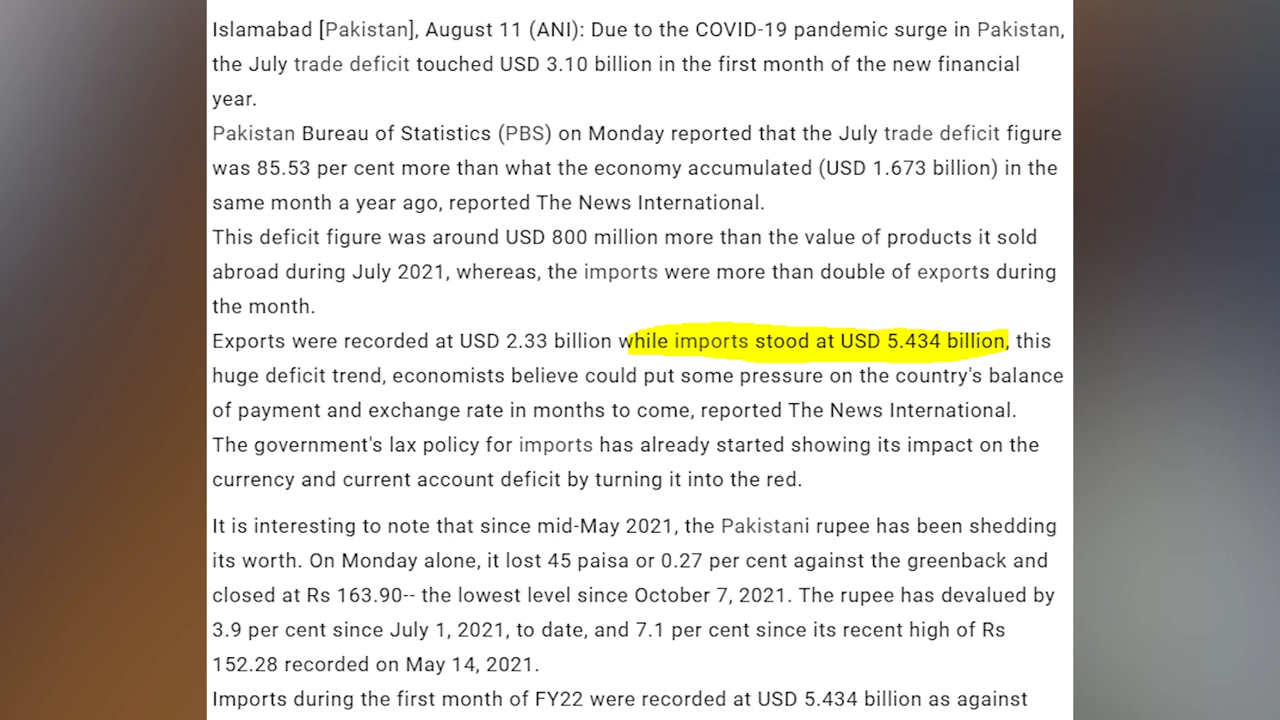 Islamabad [Pakistan], August 11 (ANI): Due to the COVID-19 pandemic surge in Pakistan,
the July trade deficit touched USD 3.10 billion in the first month of the new financial
year.
Pakistan Bureau of Statistics (PBS) on Monday reported that the July trade deficit figure
was 85.53 per cent more than what the economy accumulated (USD 1.673 billion) in the
same month a year ago, reported The News International.
This deficit figure was around USD 800 million more than the value of products it sold
abroad during July 2021, whereas, the imports were more than double of exports during
the month.
Exports were recorded at USD 2.33 billion while imports stood at USD 5.434 billion, this
huge deficit trend, economists believe could put some pressure on the country's balance
of payment and exchange rate in months to come, reported The News International.
The government's lax policy for imports has already started showing its impact on the
currency and current account deficit by turning it into the red.
It is interesting to note that since mid-May 2021, the Pakistani rupee has been shedding
its worth. On Monday alone, it lost 45 paisa or 0.27 per cent against the greenback and
closed at Rs 163.90-- the lowest level since October 7, 2021. The rupee has devalued by
3.9 per cent since July 1, 2021, to date, and 7.1 per cent since its recent high of Rs
152.28 recorded on May 14, 2021.
Imports during the first month of FY22 were recorded at USD 5.434 billion as against